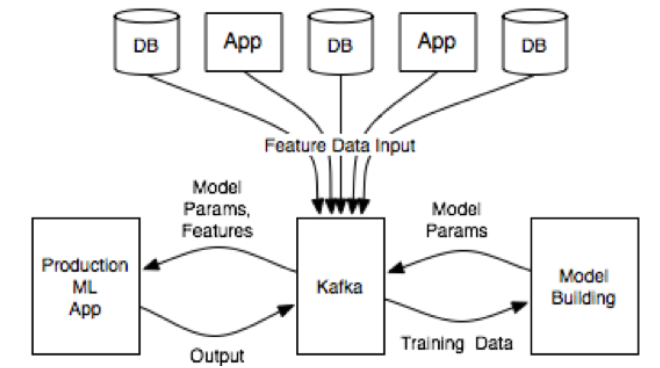 DB
App
DB
App
DB
Feature Data Input
Model
Params,
Features
Model
Params
Production
ML
App
Kafka
Model
Building
Output
Training Data